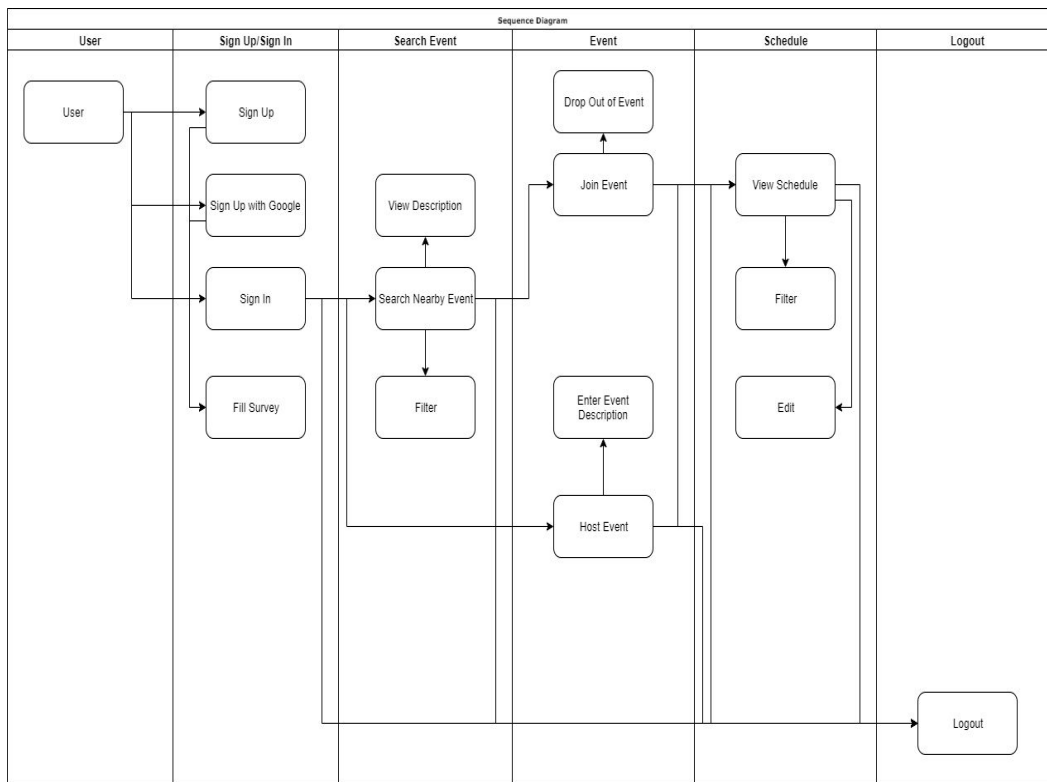 Sequence Diagram
User
Sign Up/Sign In
Search Event
Event
Schedule
Logout
User
Sign Up
Sign Up with Google
Sign In
Fill Survey
View Description
Search Nearby Event
Filter
Drop Out of Event
Join Event
Enter Event
Description
Host Event
View Schedule
Filter
Edit
Logout